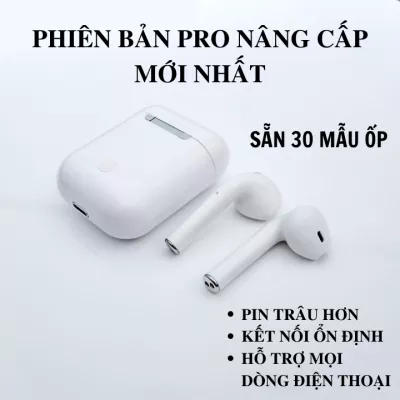 PHIÊN BẢN PRO NÂNG CẤP
MỚI NHẤT
SẴN 30 MẪU ỐP
• PIN TRÂU HƠN
• KẾT NỐI ỔN ĐỊNH
• HỖ TRỢ MỌI
DÒNG ĐIỆN THOẠI